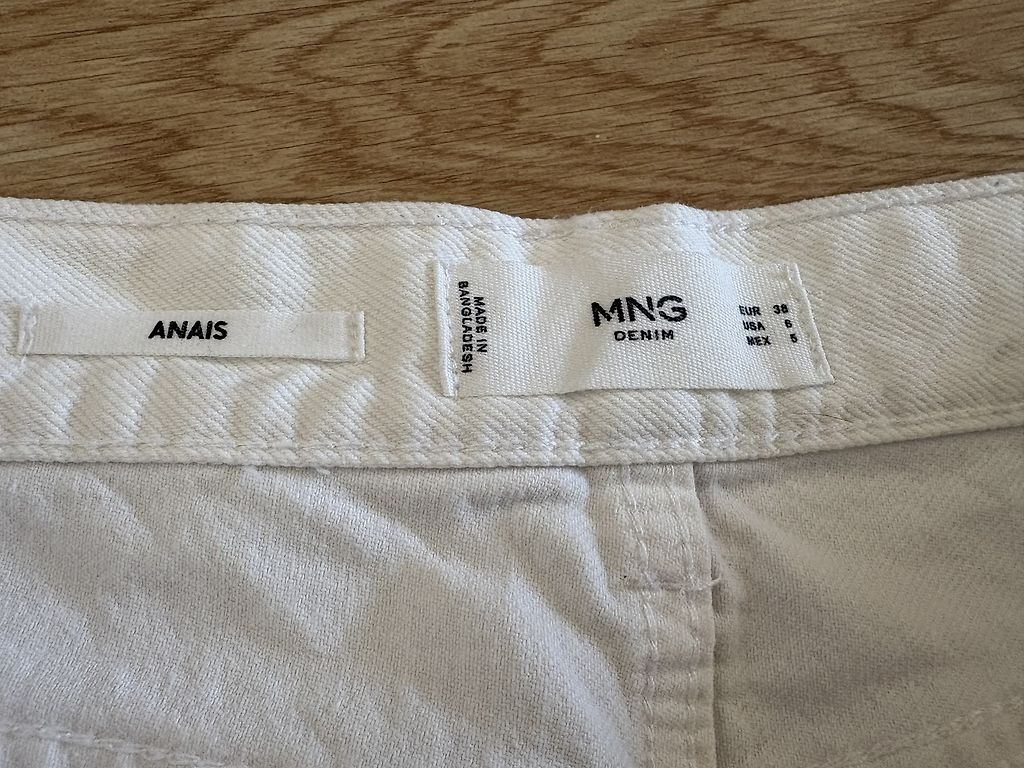 ANAIS
MADE IN
BANGLADESH
MNG
DENIM
EUR 38
USA 6
MEX 5